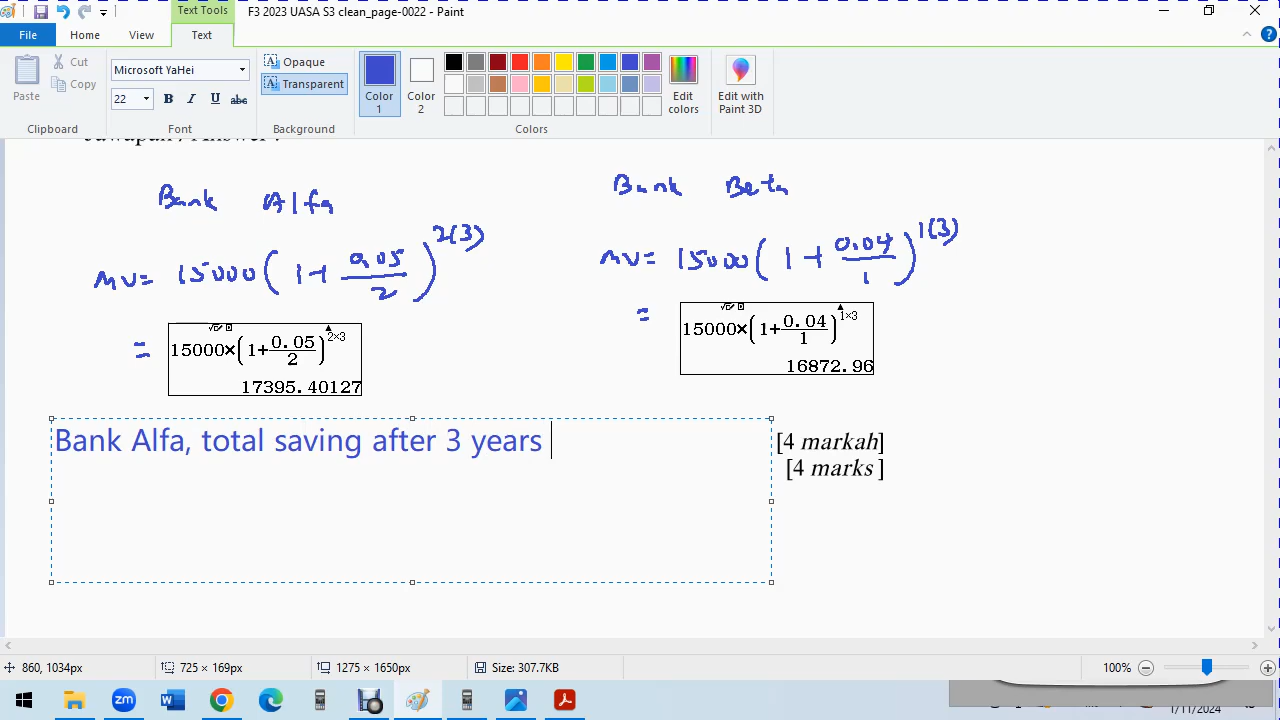 Text Tools
F3 2023 UASA S3 clean_page-0022 - Paint
File Home View Text
Paste
Cut
Copy
Clipboard
Microsoft YaHei
22 B I U abc
Font
Opaque
Transparent
Background
Color 1
Color 2
Colors
Edit colors
Edit with Paint 3D
Bank Alfa
MV= 15000(1+0.05/2)^2(3)
=
15000×(1+0.05/2)^2×3
17395.40127
Bank Beta
MV= 15000(1+0.04/1)^1(3)
=
15000×(1+0.04/1)^1×3
16872.96
Bank Alfa, total saving after 3 years
[4 markah]
[4 marks ]
860, 1034px
725 × 169px
1275 × 1650px
Size: 307.7KB
100%
zm
1/11/2024